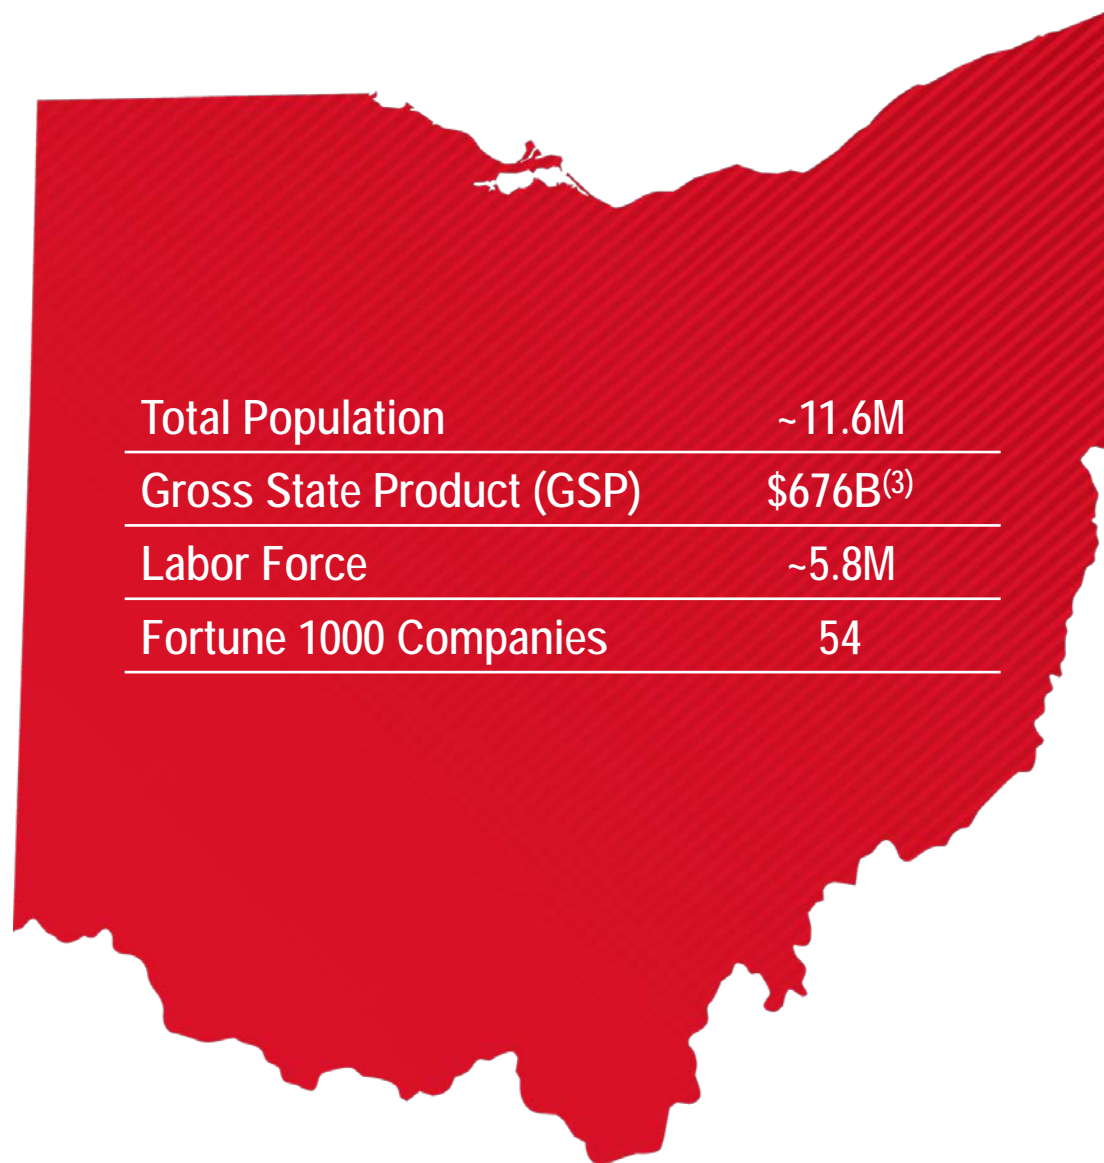 Total Population ~11.6M
Gross State Product (GSP) $676B(3)
Labor Force ~5.8M
Fortune 1000 Companies 54